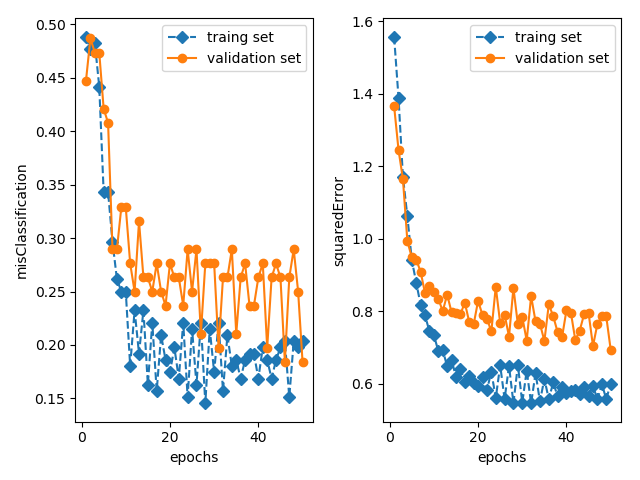 0.50
0.45
0.40
0.35
0.30
0.25
0.20
0.15
misClassification
0
20
40
epochs
traing set
validation set
1.6
1.4
1.2
1.0
0.8
0.6
squaredError
0
20
40
epochs
traing set
validation set